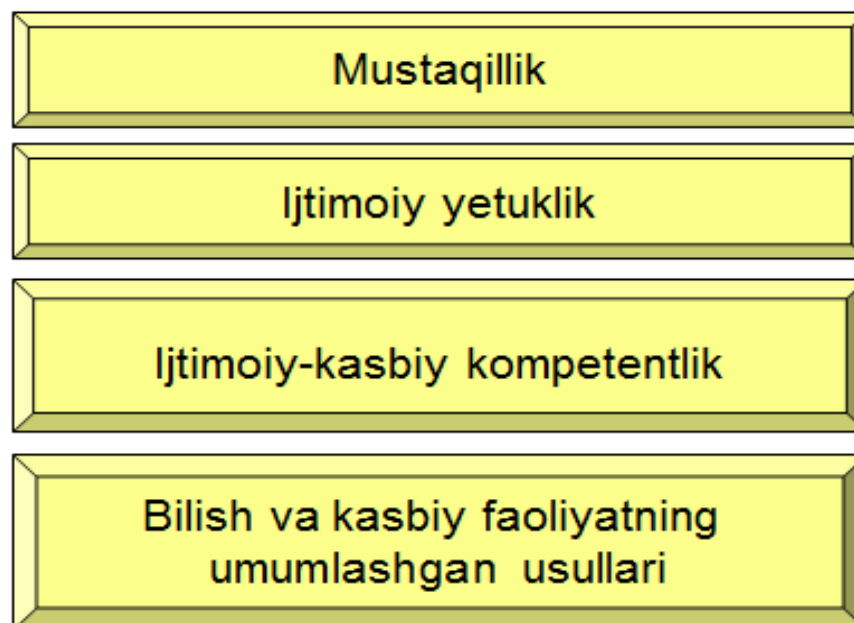 Mustaqillik
Ijtimoiy yetuklik
Ijtimoiy-kasbiy kompetentlik
Bilish va kasbiy faoliyatning
umumlashgan usullari